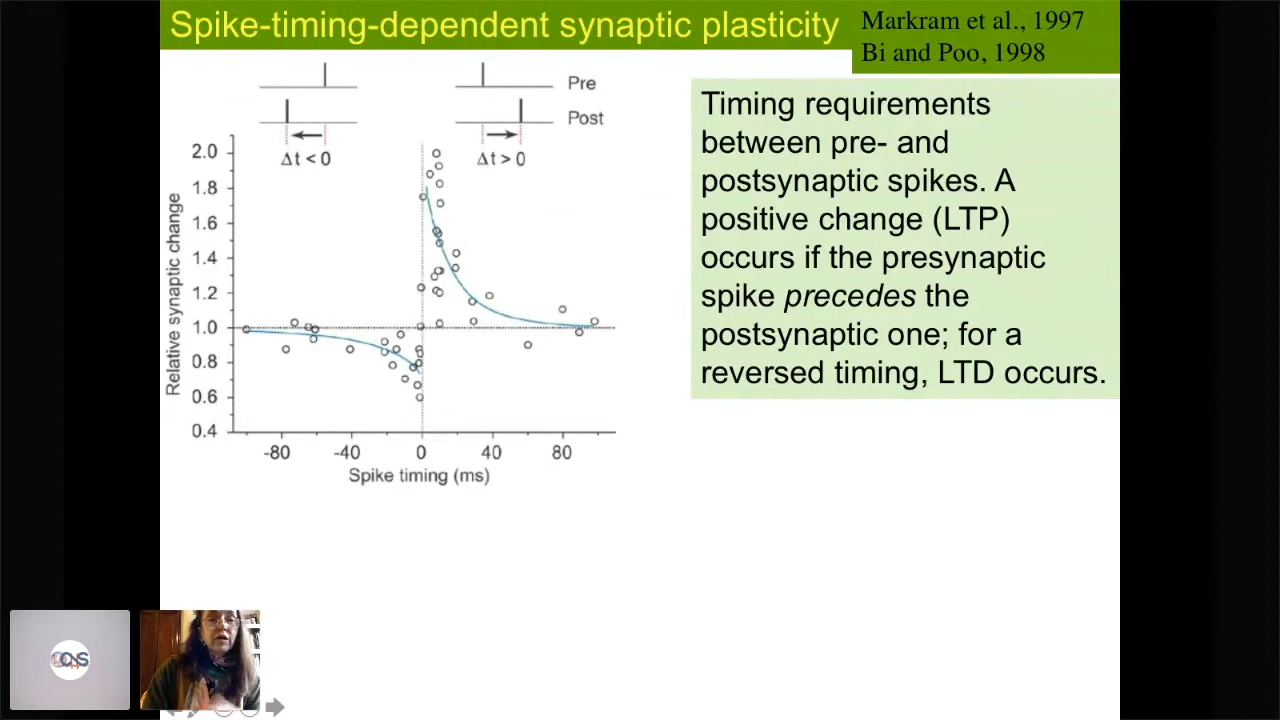 Spike-timing-dependent synaptic plasticity
Markram et al., 1997
Bi and Poo, 1998
Pre
Post
Δt < 0
Δt > 0
Timing requirements
between pre- and
postsynaptic spikes. A
positive change (LTP)
occurs if the presynaptic
spike precedes the
postsynaptic one; for a
reversed timing, LTD occurs.
Relative synaptic change
2.0
1.8
1.6
1.4
1.2
1.0
0.8
0.6
0.4
-80
-40
0
40
80
Spike timing (ms)